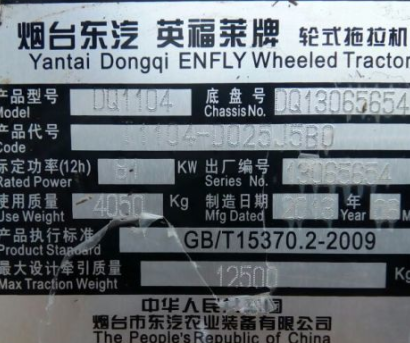 烟台东汽 英福莱牌 轮式拖拉机
Yantai Dongqi ENFLY Wheeled Tractor
产品型号 DQ1104 底盘号 DQ13065654
Model Chassis No.
产品代号 1104-D025J5B0
Code
标定功率(12h) KW 出厂编号 13065654
Rated Power Series No.
使用质量 4050 Kg 制造日期 2013 年
Use Weight Mfg Dated Year
产品执行标准 GB/T15370.2-2009
Product Standard
最大设计牵引质量 12500 Kg
Max Traction Weight
中华人民共和国
烟台市东汽农业装备有限公司
The People's Republic of China